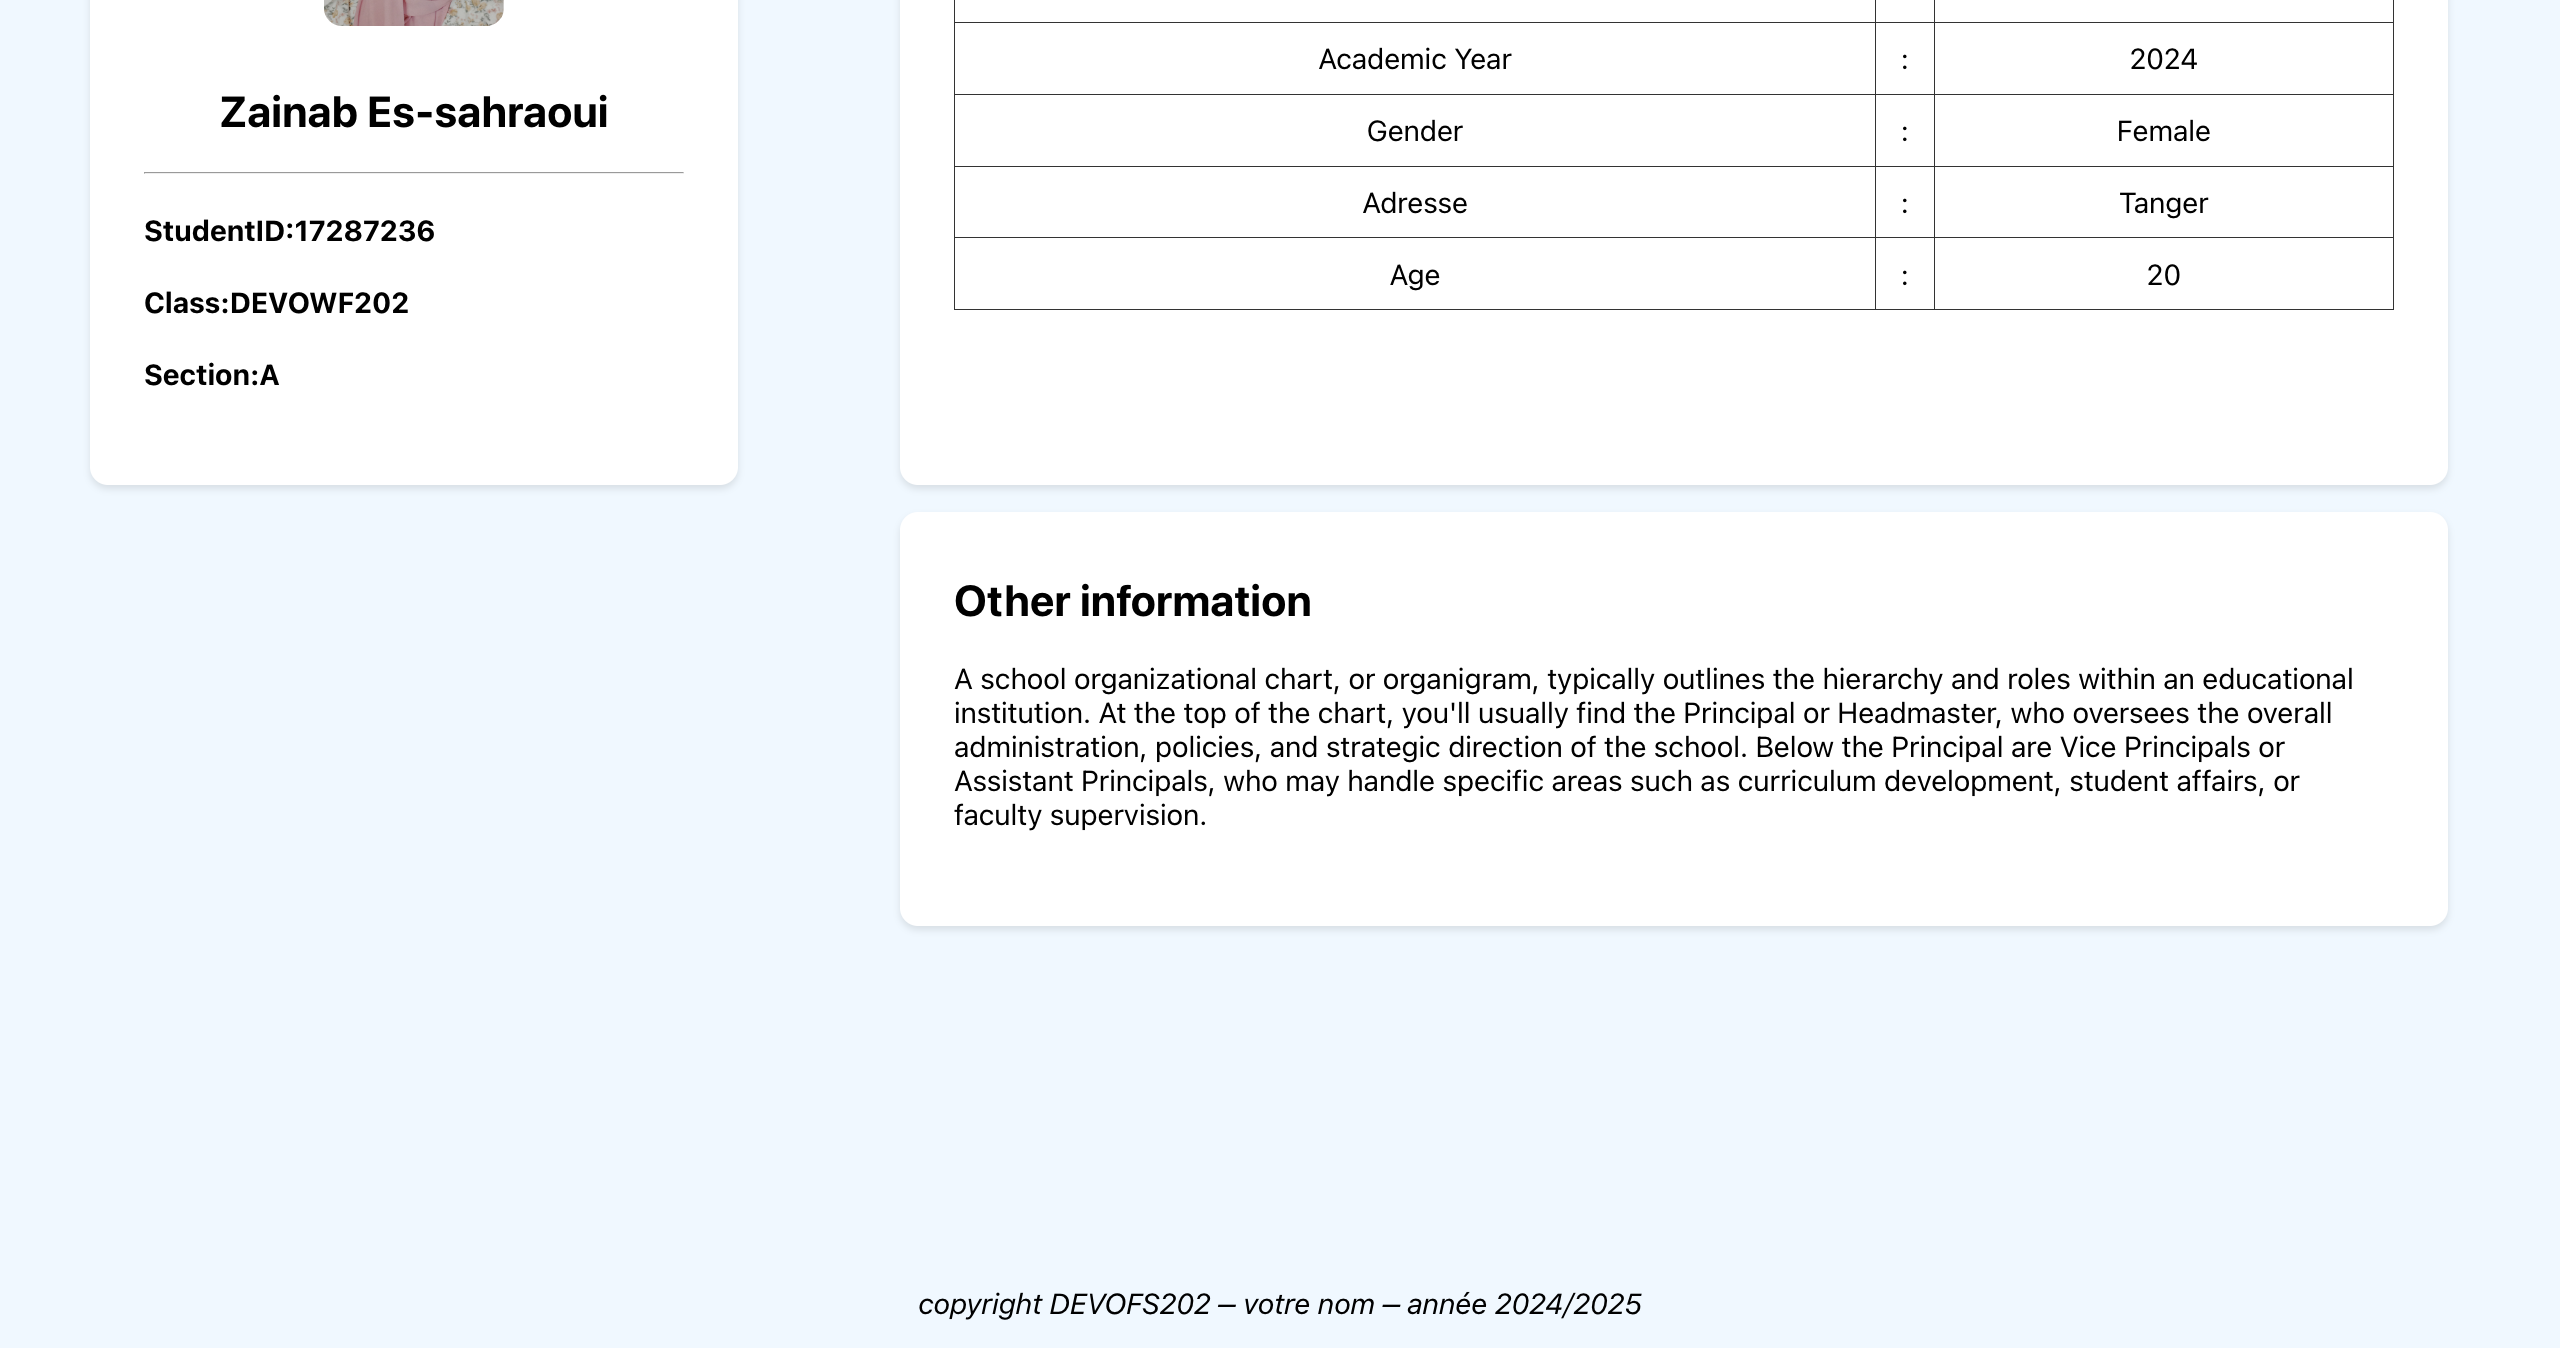 Zainab Es-sahraoui
StudentID:17287236
Class:DEVOWF202
Section:A
Academic Year : 2024
Gender : Female
Adresse : Tanger
Age : 20
Other information
A school organizational chart, or organigram, typically outlines the hierarchy and roles within an educational
institution. At the top of the chart, you'll usually find the Principal or Headmaster, who oversees the overall
administration, policies, and strategic direction of the school. Below the Principal are Vice Principals or
Assistant Principals, who may handle specific areas such as curriculum development, student affairs, or
faculty supervision.
copyright DEVOFS202 – votre nom – année 2024/2025